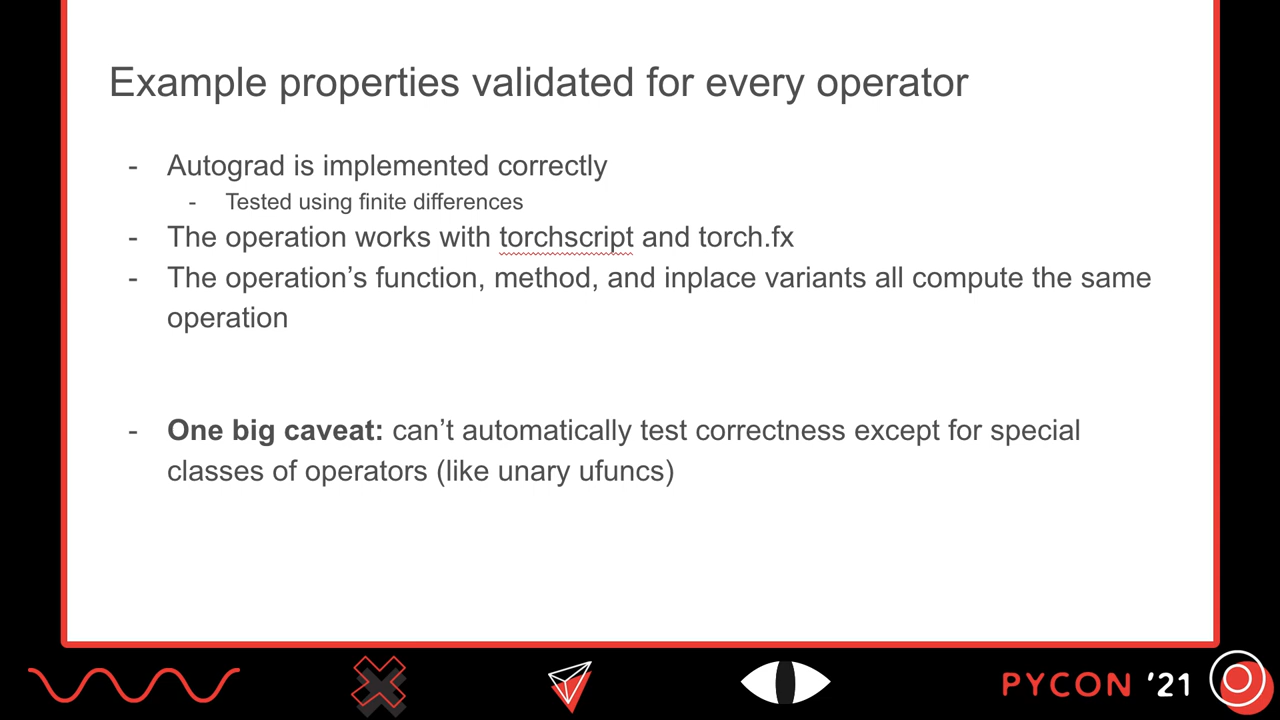 Example properties validated for every operator
- Autograd is implemented correctly
- Tested using finite differences
- The operation works with torchscript and torch.fx
- The operation’s function, method, and inplace variants all compute the same
operation
- One big caveat: can’t automatically test correctness except for special
classes of operators (like unary ufuncs)
PYCON '21